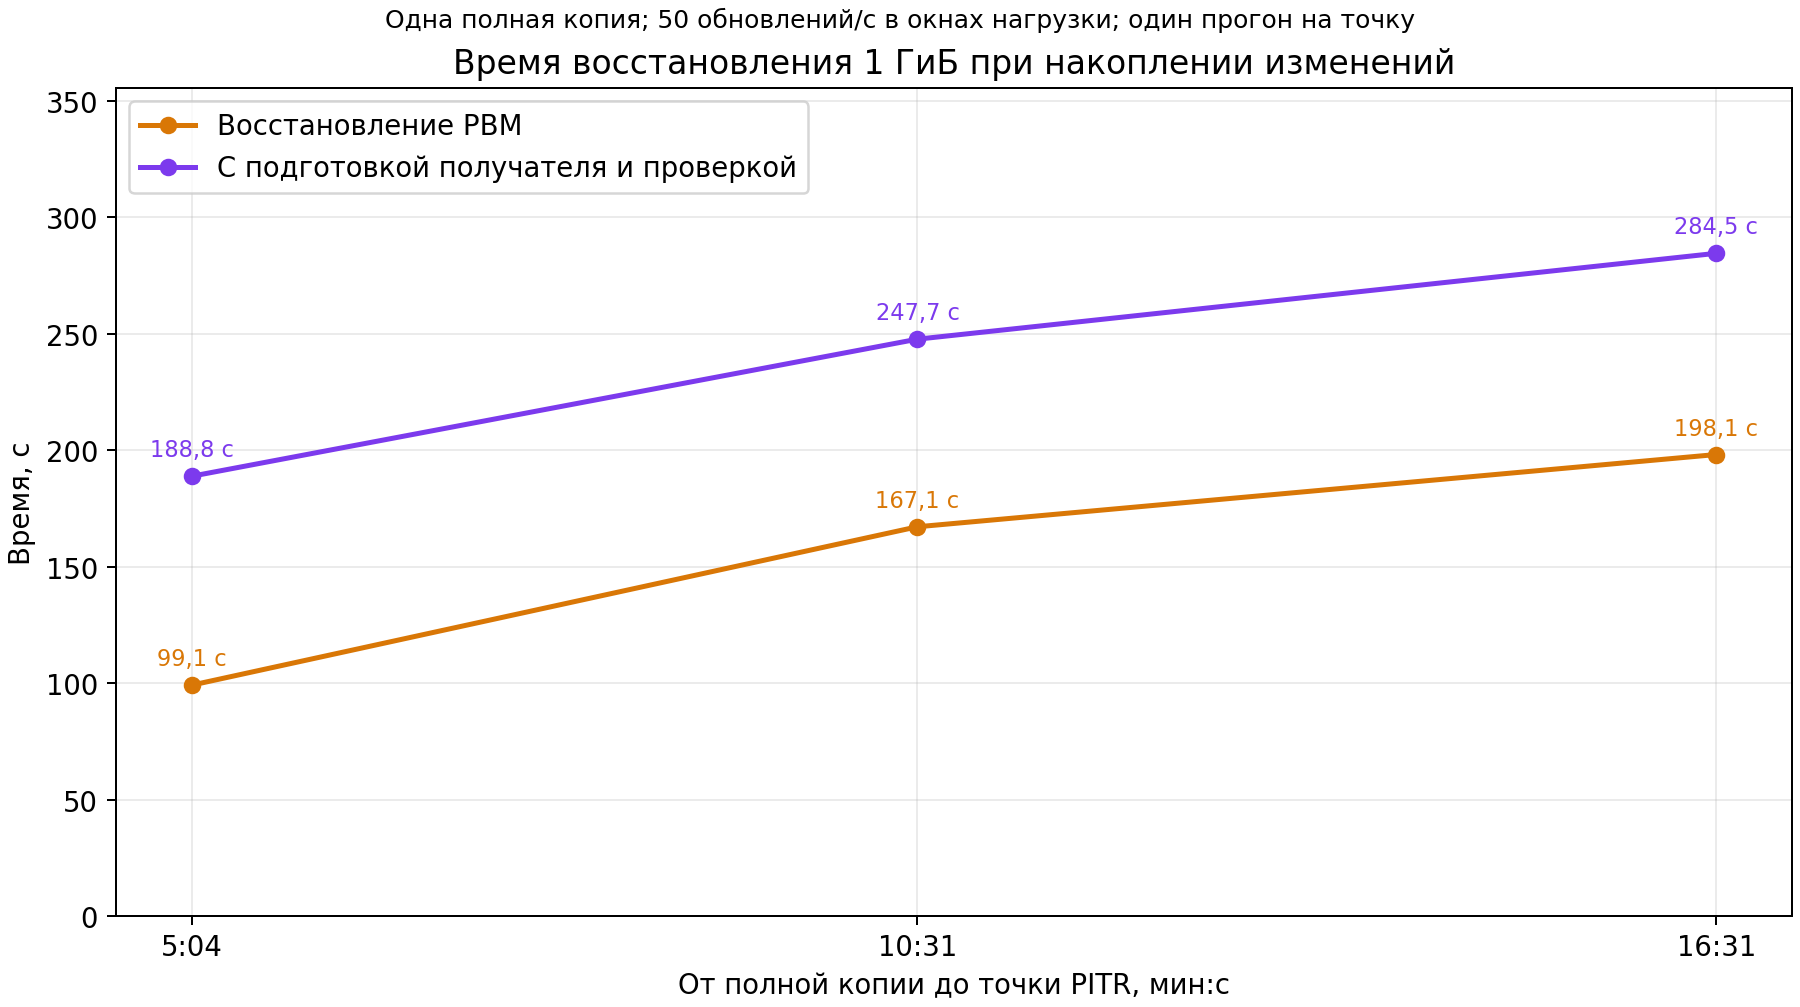 Одна полная копия; 50 обновлений/с в окнах нагрузки; один прогон на точку
Время восстановления 1 ГиБ при накоплении изменений
Восстановление PBM
С подготовкой получателя и проверкой
350
300
250
200
150
100
50
0
Время, с
188,8 с
247,7 с
284,5 с
99,1 с
167,1 с
198,1 с
5:04
10:31
16:31
От полной копии до точки PITR, мин:с